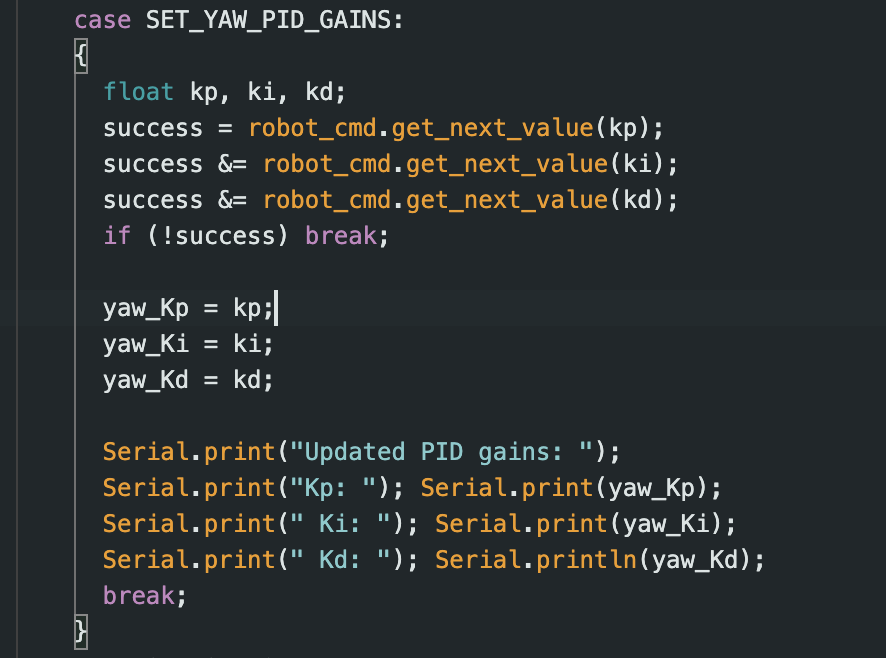 case SET_YAW_PID_GAINS:
{
float kp, ki, kd;
success = robot_cmd.get_next_value(kp);
success &= robot_cmd.get_next_value(ki);
success &= robot_cmd.get_next_value(kd);
if (!success) break;
yaw_Kp = kp;
yaw_Ki = ki;
yaw_Kd = kd;
Serial.print("Updated PID gains: ");
Serial.print("Kp: "); Serial.print(yaw_Kp);
Serial.print(" Ki: "); Serial.print(yaw_Ki);
Serial.print(" Kd: "); Serial.println(yaw_Kd);
break;
}